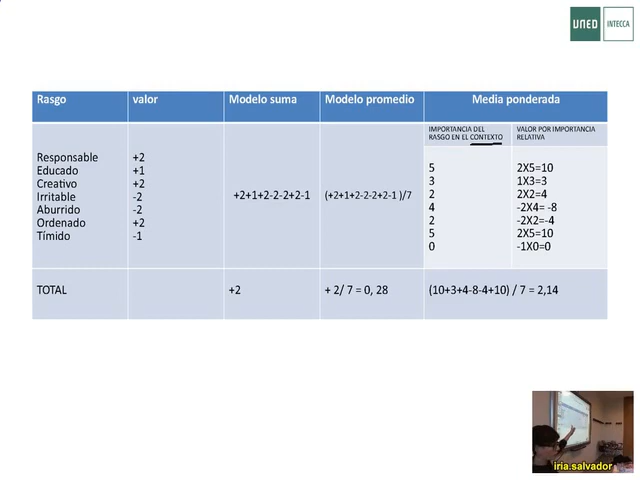 UNED INTECCA
Rasgo valor Modelo suma Modelo promedio Media ponderada
IMPORTANCIA DEL
RASGO EN EL CONTEXTO
VALOR POR IMPORTANCIA
RELATIVA
Responsable +2 5 2X5=10
Educado +1 3 1X3=3
Creativo +2 2 2X2=4
Irritable -2 +2+1+2-2-2+2-1 (+2+1+2-2-2+2-1 )/7 4 -2X4= -8
Aburrido -2 2 -2X2=-4
Ordenado +2 5 2X5=10
Tímido -1 0 -1X0=0
TOTAL +2 + 2/ 7 = 0, 28 (10+3+4-8-4+10) / 7 = 2,14
iria.salvador